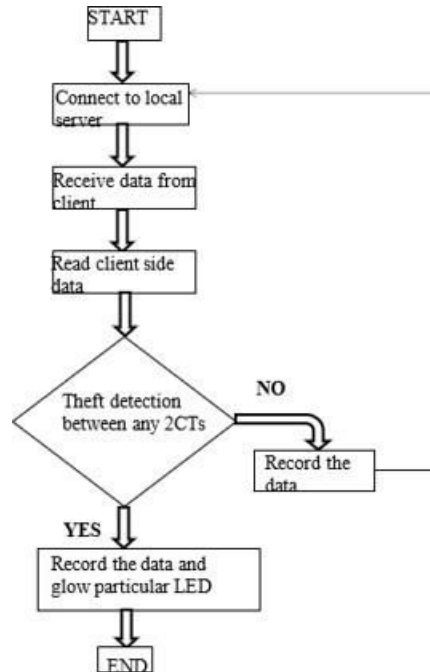 START
Connect to local
server
Receive data from
client
Read client side
data
Theft detection
between any 2CTs
NO
Record the
data
YES
Record the data and
glow particular LED
END